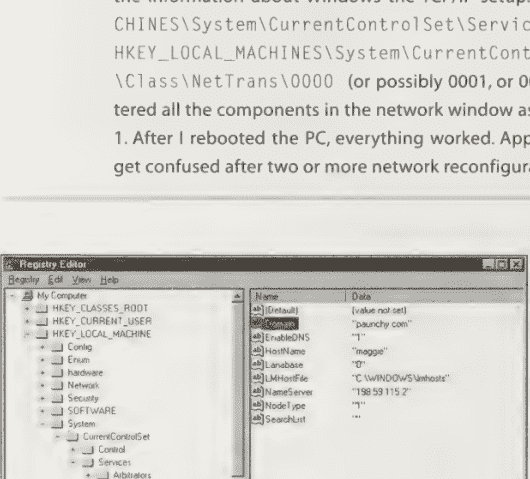 the information about windows the TCP/IP setup.
CHINES\System\CurrentControlSet\Servic
HKEY_LOCAL_MACHINES\System\CurrentCont
\Class\NetTrans\0000 (or possibly 0001, or 0
tered all the components in the network window as
1. After I rebooted the PC, everything worked. App
get confused after two or more network reconfigura
Registry Editor
Registry Edit View Help
My Computer
HKEY_CLASSES_ROOT
HKEY_CURRENT_USER
HKEY_LOCAL_MACHINE
Config
Enum
hardware
Network
Security
SOFTWARE
System
CurrentControlSet
Control
Services
Arbitrators
Name Data
(Default) (value not set)
Domain "paunchy com"
EnableDNS "1"
HostName "maggie"
Lanabase "0"
LMHostFile "C \WINDOWS\lmhosts"
NameServer "198 59 115 2"
NodeType "1"
SearchList ""